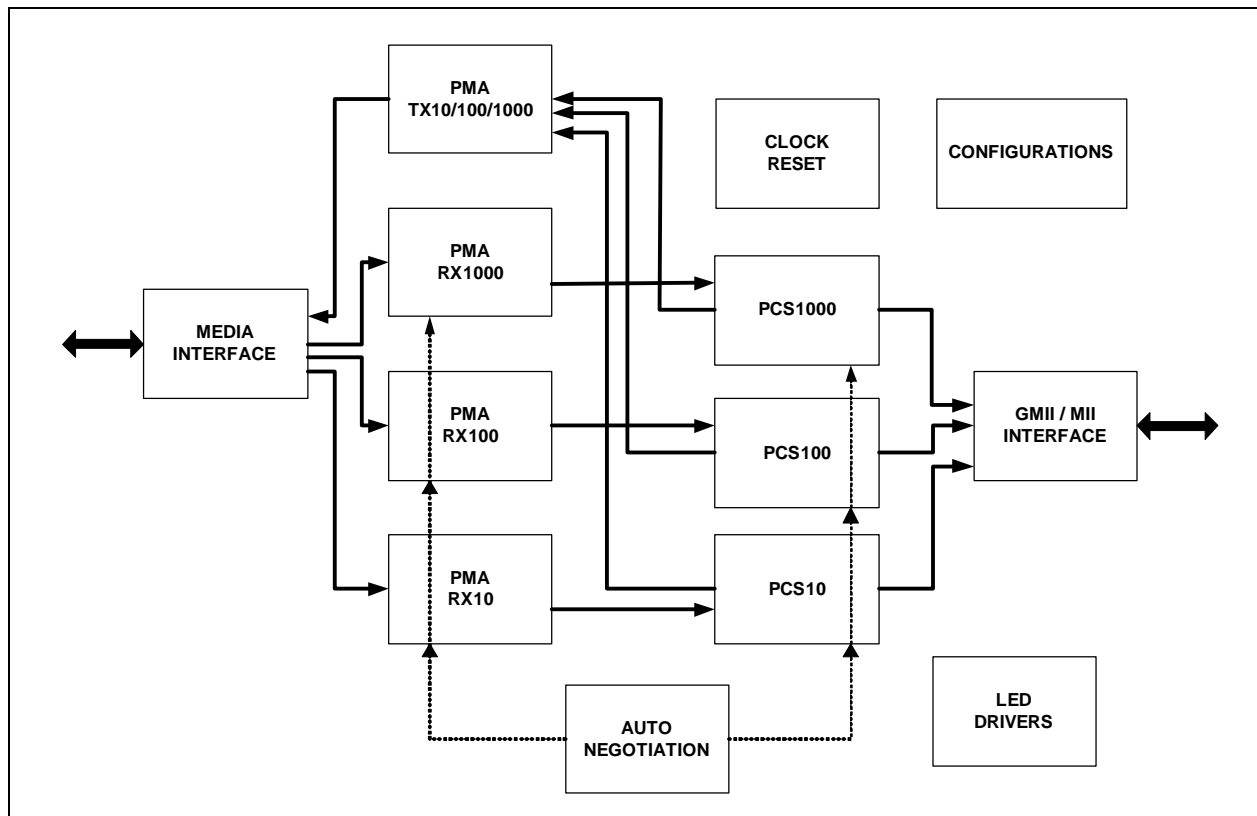 PMA
TX10/100/1000
CLOCK
RESET
CONFIGURATIONS
PMA
RX1000
MEDIA
INTERFACE
PCS1000
PMA
RX100
PCS100
GMII / MII
INTERFACE
PMA
RX10
PCS10
AUTO
NEGOTIATION
LED
DRIVERS